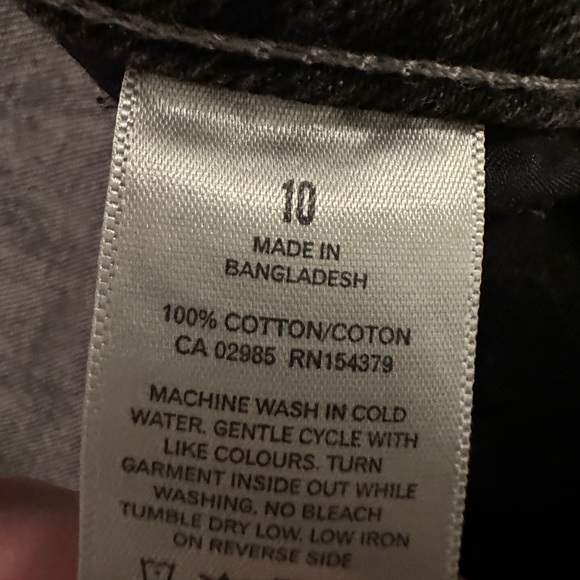 10
MADE IN
BANGLADESH
100% COTTON/COTON
CA 02985 RN154379
MACHINE WASH IN COLD
WATER. GENTLE CYCLE WITH
LIKE COLOURS. TURN
GARMENT INSIDE OUT WHILE
WASHING. NO BLEACH
TUMBLE DRY LOW. LOW IRON
ON REVERSE SIDE